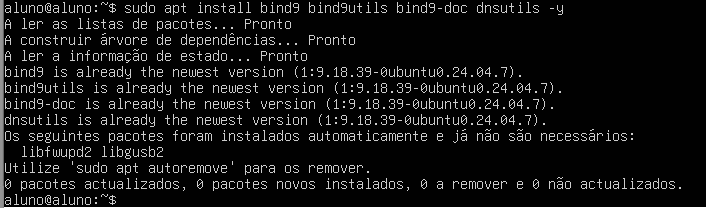 aluno@aluno:~$ sudo apt install bind9 bind9utils bind9-doc dnsutils -y
A ler as listas de pacotes... Pronto
A construir árvore de dependências... Pronto
A ler a informação de estado... Pronto
bind9 is already the newest version (1:9.18.39-0ubuntu0.24.04.7).
bind9utils is already the newest version (1:9.18.39-0ubuntu0.24.04.7).
bind9-doc is already the newest version (1:9.18.39-0ubuntu0.24.04.7).
dnsutils is already the newest version (1:9.18.39-0ubuntu0.24.04.7).
Os seguintes pacotes foram instalados automaticamente e já não são necessários:
  libfwupd2 libgusb2
Utilize 'sudo apt autoremove' para os remover.
0 pacotes actualizados, 0 pacotes novos instalados, 0 a remover e 0 não actualizados.
aluno@aluno:~$